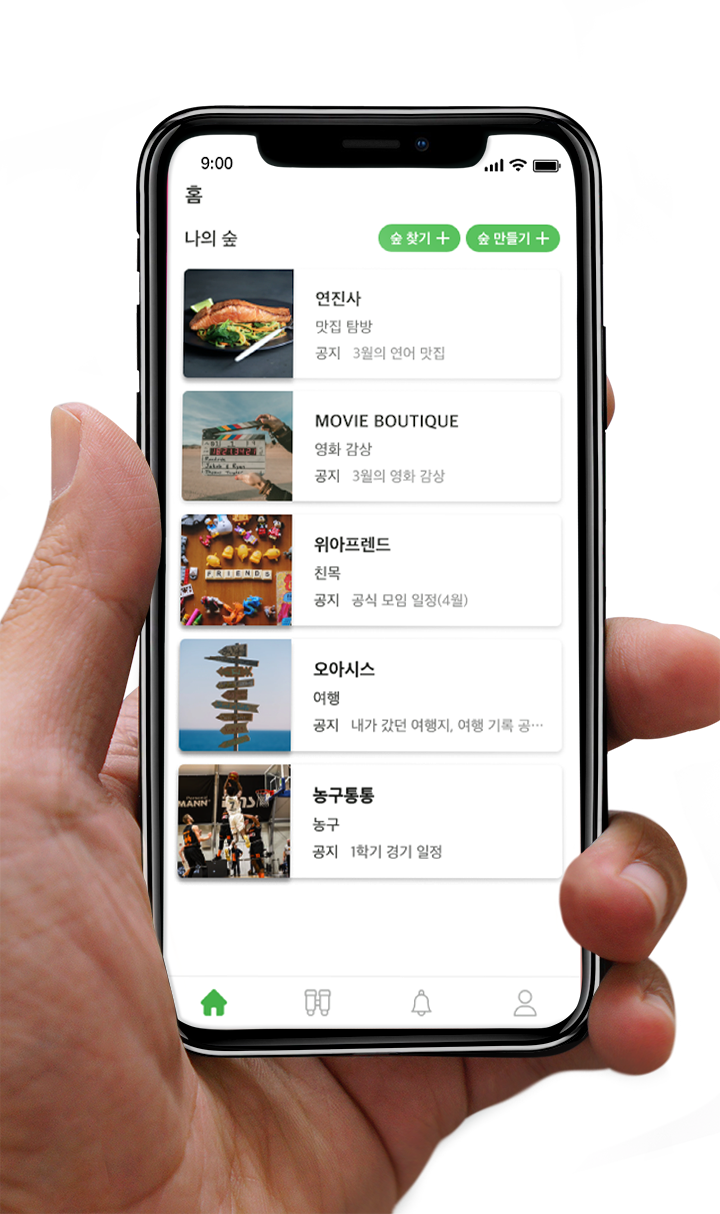 9:00
홈
나의 숲
숲 찾기 +
숲 만들기 +
연진사
맛집 탐방
공지 3월의 연어 맛집
MOVIE BOUTIQUE
영화 감상
공지 3월의 영화 감상
FRIENDS
위아프렌드
친목
공지 공식 모임 일정(4월)
오아시스
여행
공지 내가 갔던 여행지, 여행 기록 공…
MANN
7
농구통통
농구
공지 1학기 경기 일정